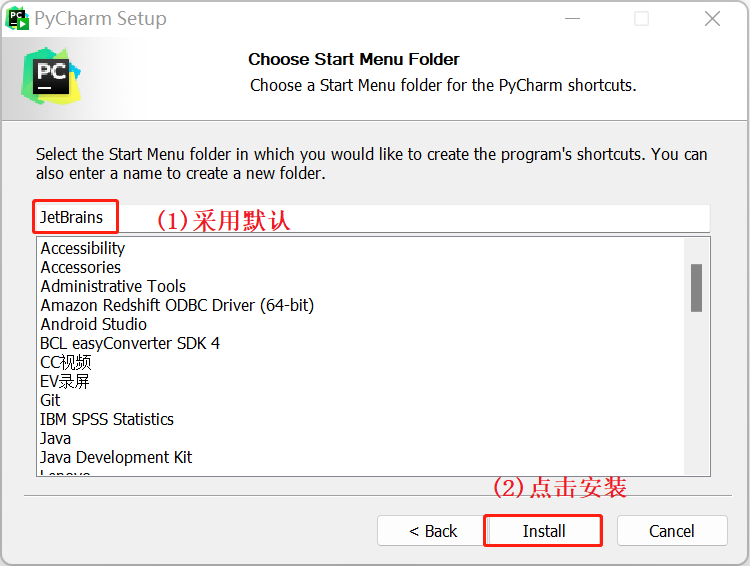 PyCharm Setup
PC
Choose Start Menu Folder
Choose a Start Menu folder for the PyCharm shortcuts.
Select the Start Menu folder in which you would like to create the program's shortcuts. You can
also enter a name to create a new folder.
JetBrains
(1)采用默认
Accessibility
Accessories
Administrative Tools
Amazon Redshift ODBC Driver (64-bit)
Android Studio
BCL easyConverter SDK 4
CC视频
EV录屏
Git
IBM SPSS Statistics
Java
Java Development Kit
(2)点击安装
< Back
Install
Cancel